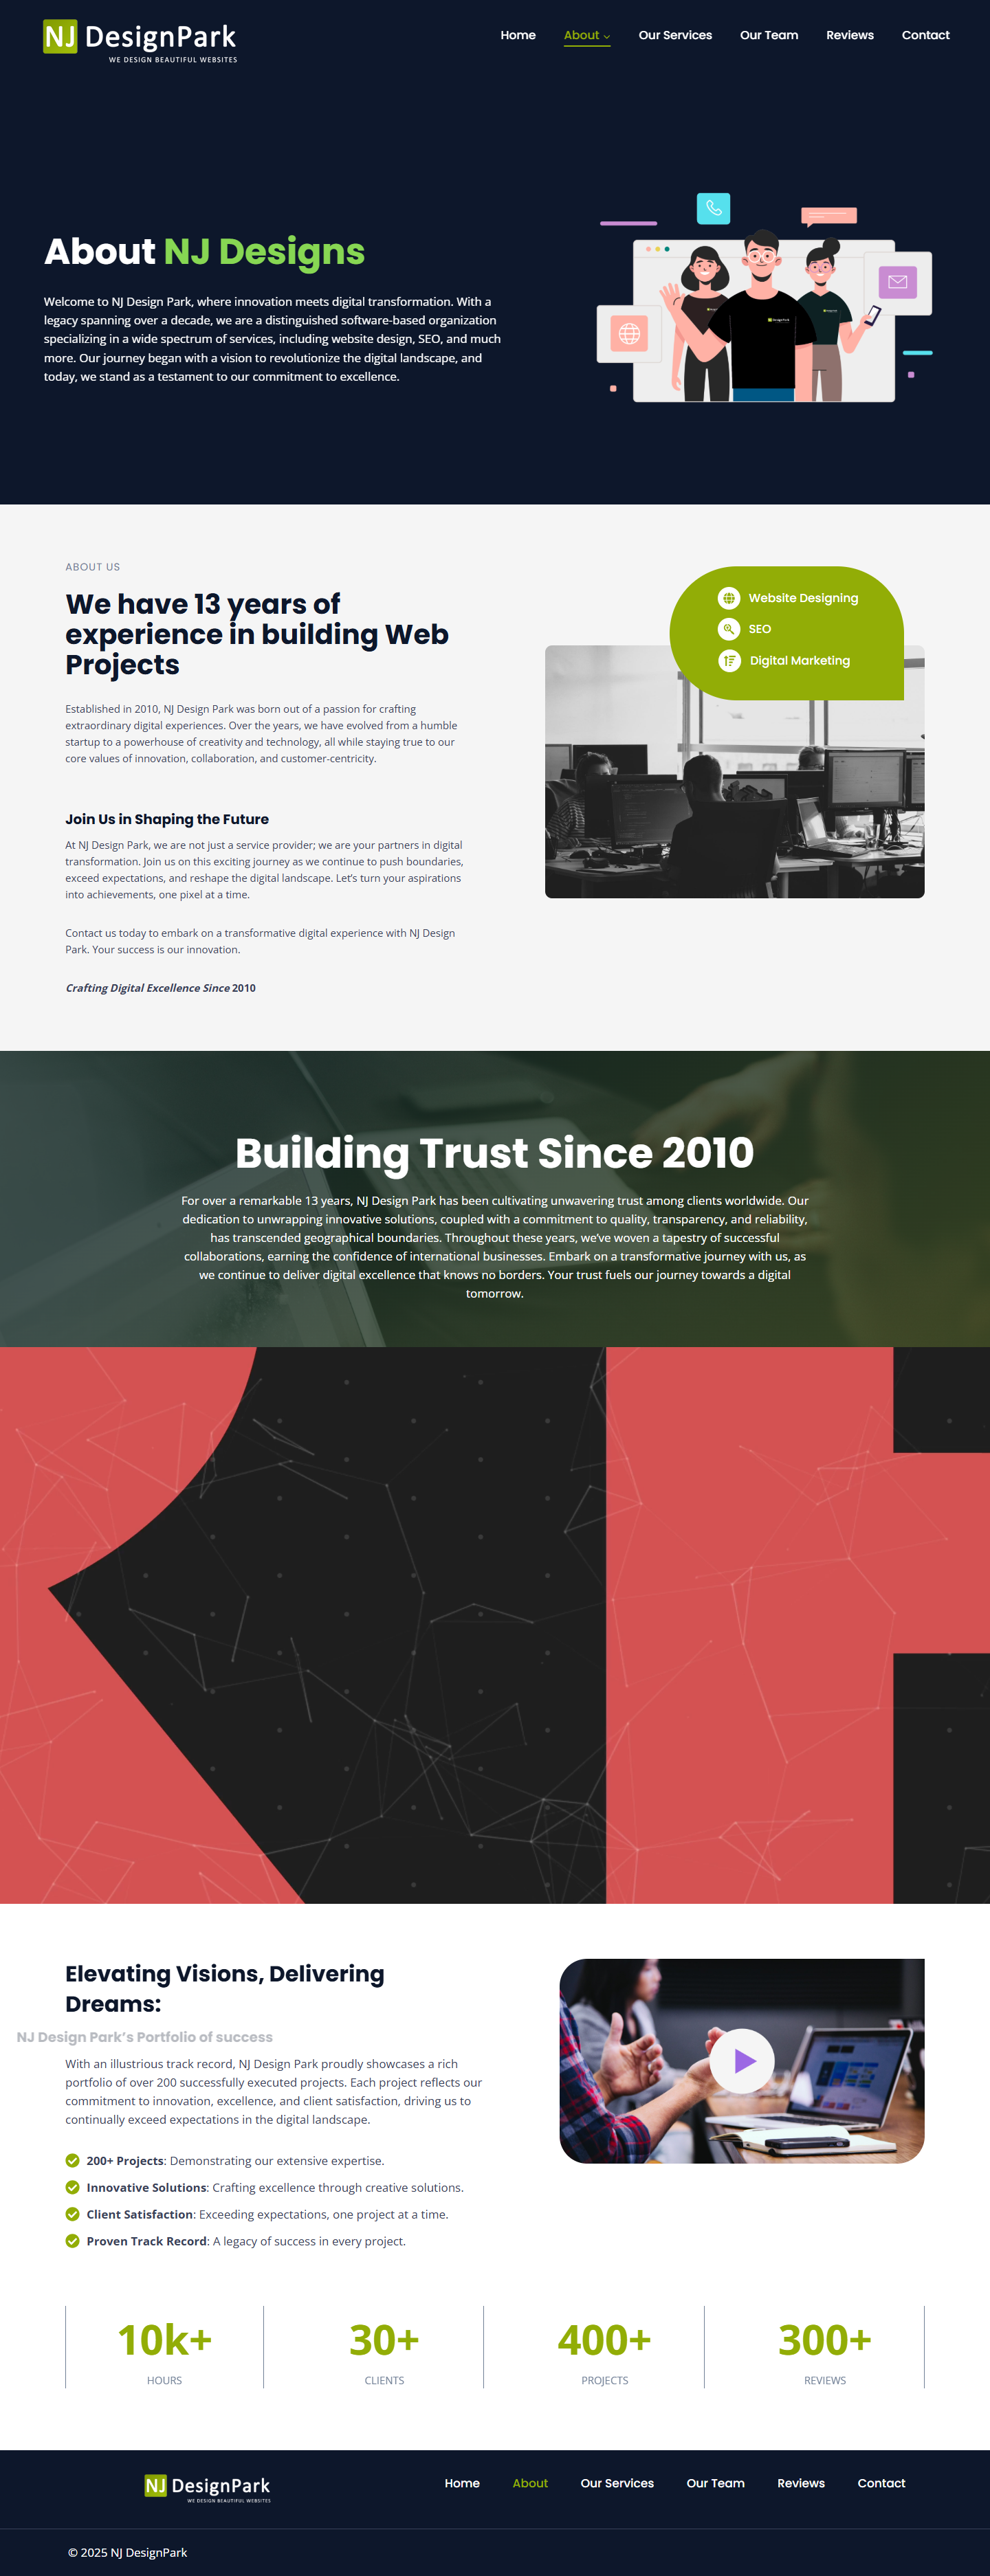 NJ DesignPark
WE DESIGN BEAUTIFUL WEBSITES
Home
About
Our Services
Our Team
Reviews
Contact
About NJ Designs
Welcome to NJ Design Park, where innovation meets digital transformation. With a
legacy spanning over a decade, we are a distinguished software-based organization
specializing in a wide spectrum of services, including website design, SEO, and much
more. Our journey began with a vision to revolutionize the digital landscape, and
today, we stand as a testament to our commitment to excellence.
ABOUT US
We have 13 years of
experience in building Web
Projects
Established in 2010, NJ Design Park was born out of a passion for crafting
extraordinary digital experiences. Over the years, we have evolved from a humble
startup to a powerhouse of creativity and technology, all while staying true to our
core values of innovation, collaboration, and customer-centricity.
Join Us in Shaping the Future
At NJ Design Park, we are not just a service provider; we are your partners in digital
transformation. Join us on this exciting journey as we continue to push boundaries,
exceed expectations, and reshape the digital landscape. Let’s turn your aspirations
into achievements, one pixel at a time.
Contact us today to embark on a transformative digital experience with NJ Design
Park. Your success is our innovation.
Crafting Digital Excellence Since 2010
Website Designing
SEO
Digital Marketing
Building Trust Since 2010
For over a remarkable 13 years, NJ Design Park has been cultivating unwavering trust among clients worldwide. Our
dedication to unwrapping innovative solutions, coupled with a commitment to quality, transparency, and reliability,
has transcended geographical boundaries. Throughout these years, we’ve woven a tapestry of successful
collaborations, earning the confidence of international businesses. Embark on a transformative journey with us, as
we continue to deliver digital excellence that knows no borders. Your trust fuels our journey towards a digital
tomorrow.
Elevating Visions, Delivering
Dreams:
NJ Design Park’s Portfolio of success
With an illustrious track record, NJ Design Park proudly showcases a rich
portfolio of over 200 successfully executed projects. Each project reflects our
commitment to innovation, excellence, and client satisfaction, driving us to
continually exceed expectations in the digital landscape.
200+ Projects: Demonstrating our extensive expertise.
Innovative Solutions: Crafting excellence through creative solutions.
Client Satisfaction: Exceeding expectations, one project at a time.
Proven Track Record: A legacy of success in every project.
10k+
HOURS
30+
CLIENTS
400+
PROJECTS
300+
REVIEWS
NJ DesignPark
WE DESIGN BEAUTIFUL WEBSITES
Home
About
Our Services
Our Team
Reviews
Contact
© 2025 NJ DesignPark